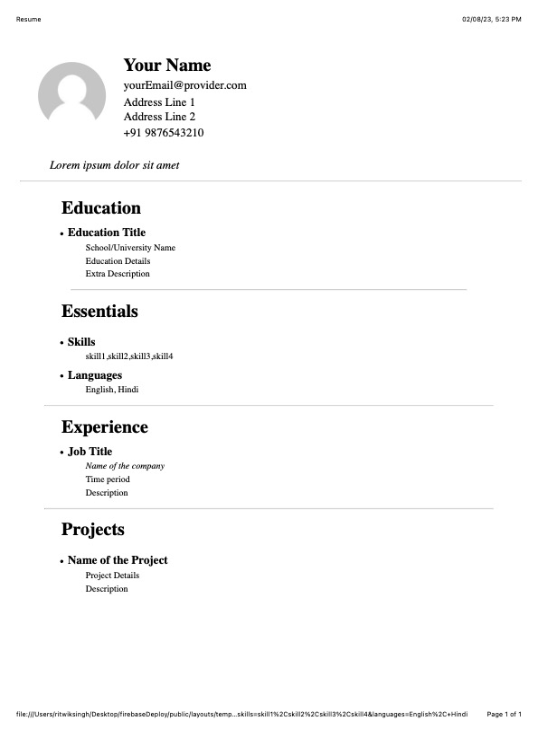 Resume
02/08/23, 5:23 PM
Your Name
yourEmail@provider.com
Address Line 1
Address Line 2
+91 9876543210
Lorem ipsum dolor sit amet
Education
• Education Title
School/University Name
Education Details
Extra Description
Essentials
• Skills
skill1,skill2,skill3,skill4
• Languages
English, Hindi
Experience
• Job Title
Name of the company
Time period
Description
Projects
• Name of the Project
Project Details
Description
file:///Users/ritwiksingh/Desktop/firebaseDeploy/public/layouts/temp...skills=skill1%2Cskill2%2Cskill3%2Cskill4&languages=English%2C+Hindi
Page 1 of 1